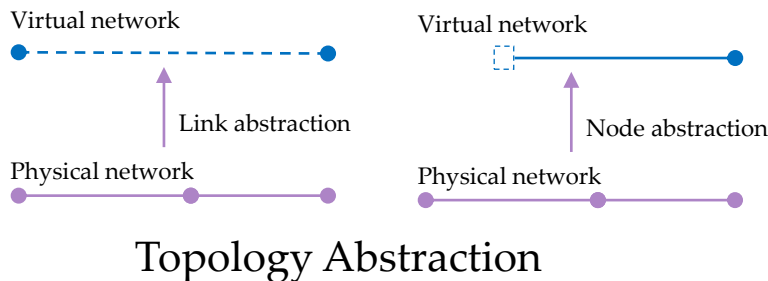 Virtual network
Link abstraction
Physical network
Virtual network
Node abstraction
Physical network
Topology Abstraction